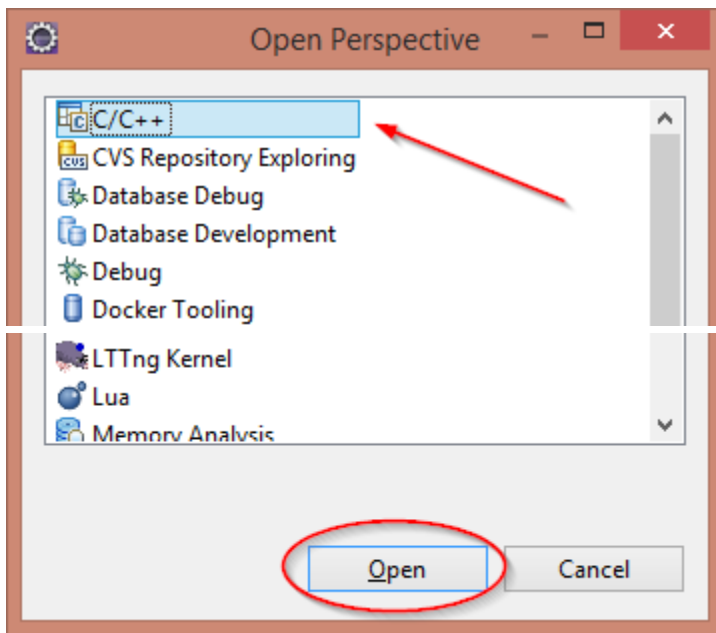 Open Perspective
C/C++
CVS Repository Exploring
Database Debug
Database Development
Debug
Docker Tooling
LTTng Kernel
Lua
Memory Analysis
Open
Cancel